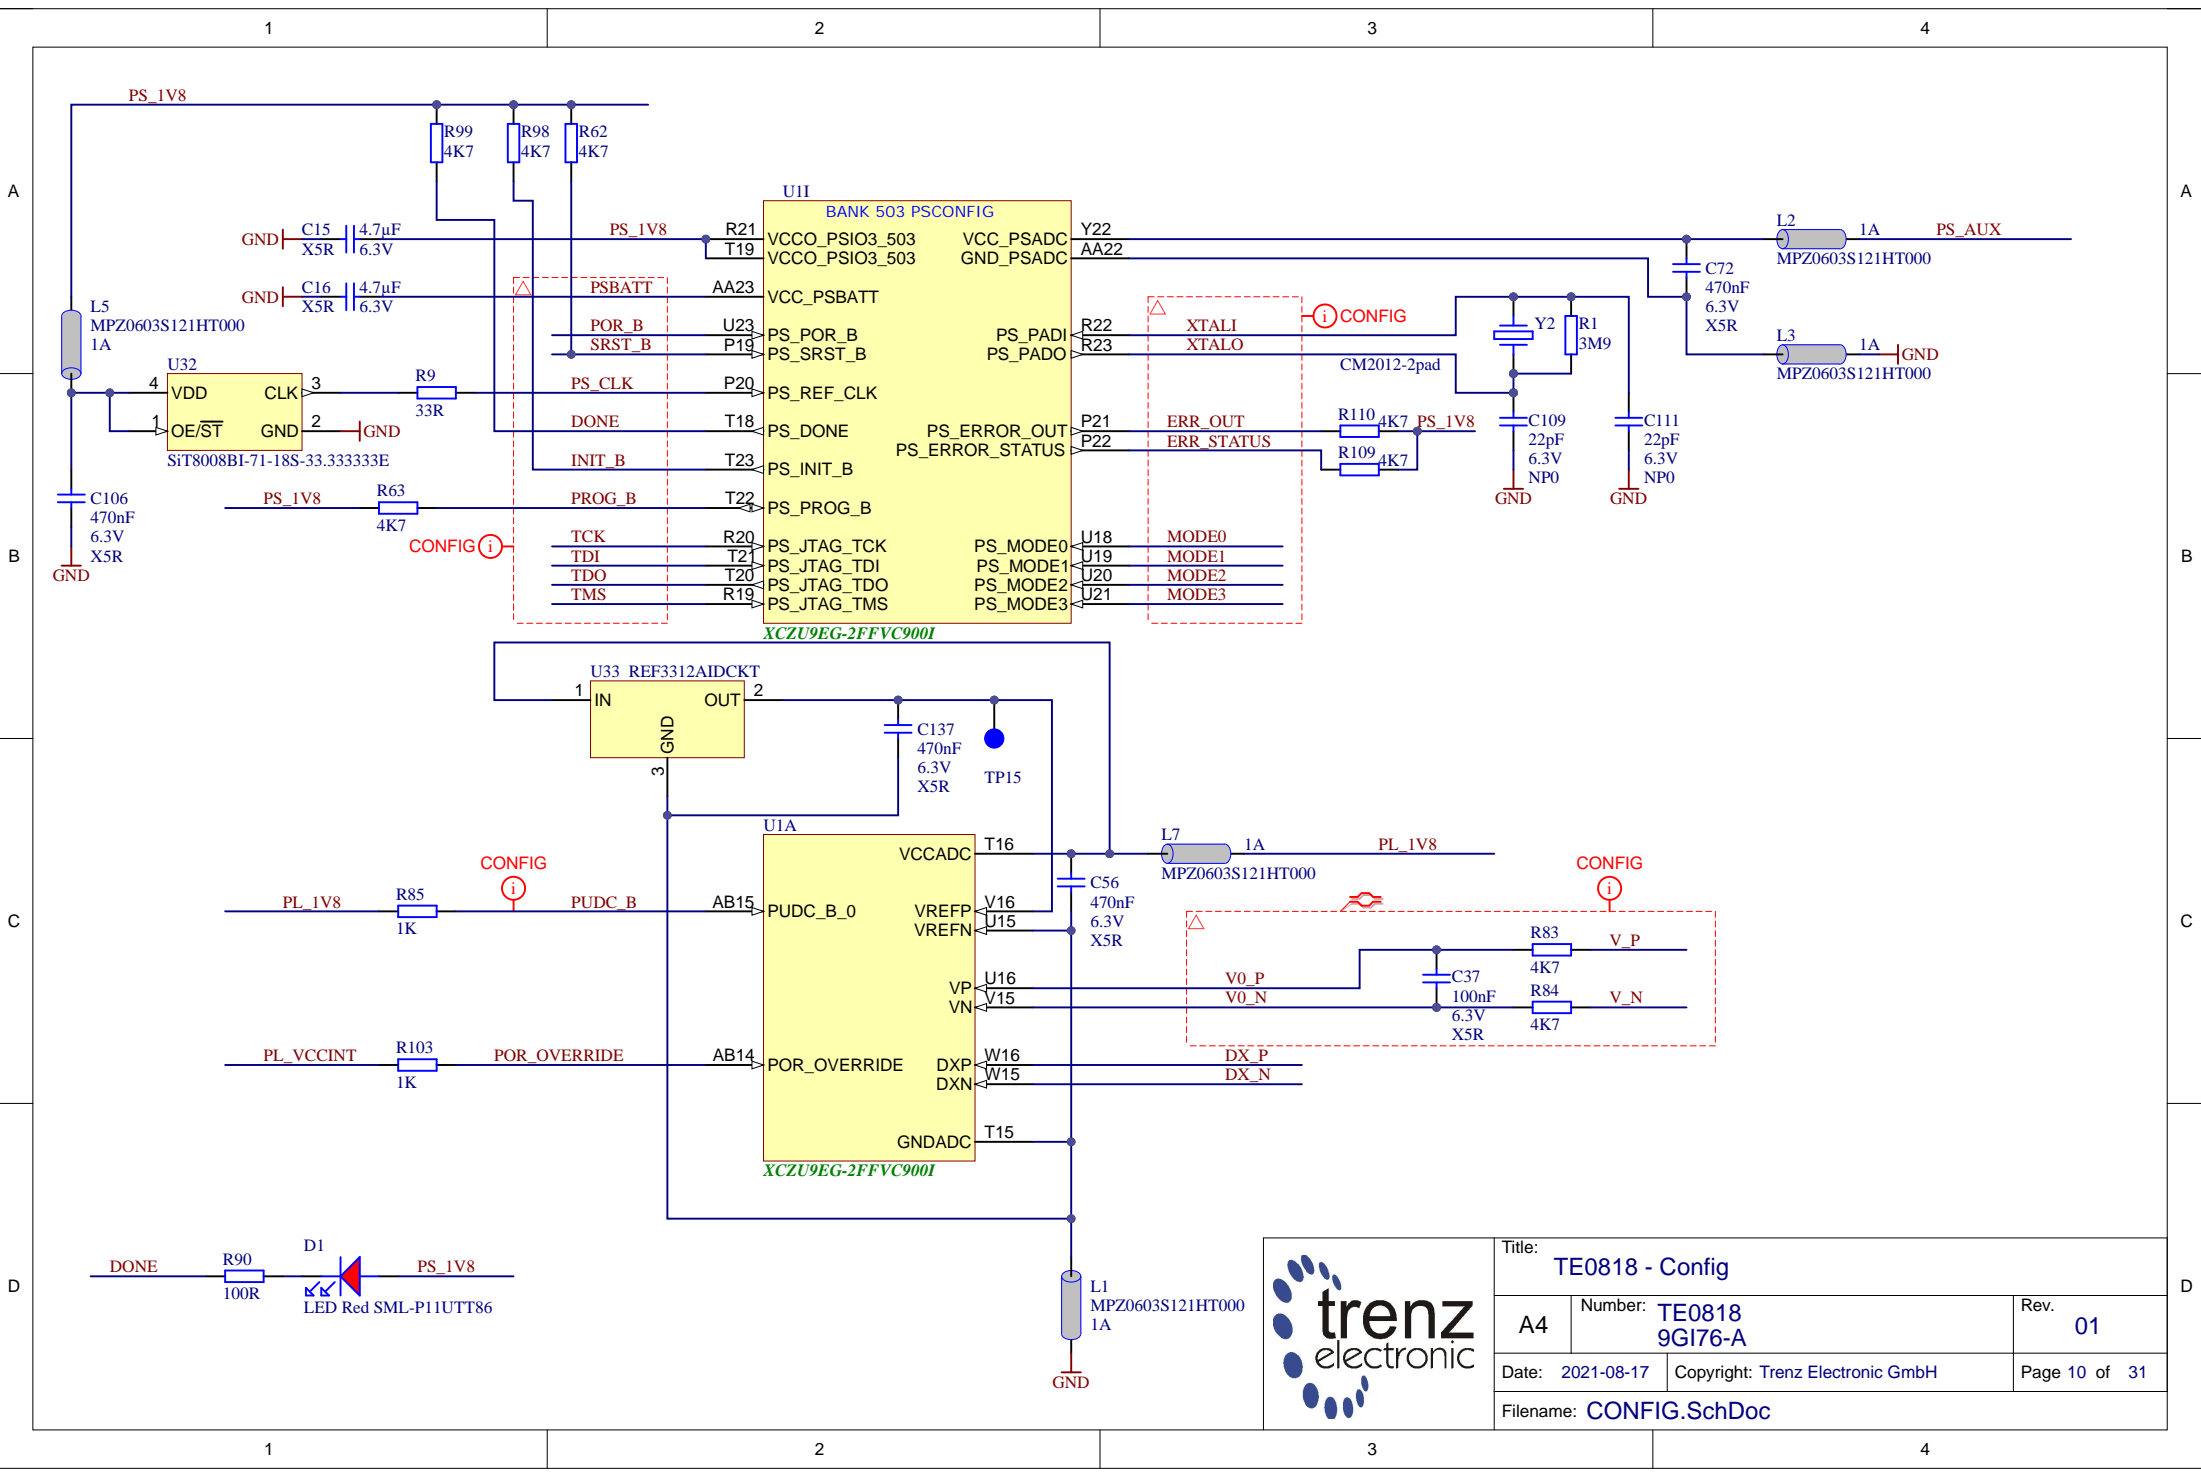 1 2 3 4
A A
B B
C C
D D
1 2 3 4
PS_1V8
R99
4K7
R98
4K7
R62
4K7
GND
C15
X5R
4.7µF
6.3V
PS_1V8
GND
C16
X5R
4.7µF
6.3V
PSBATT
POR_B
SRST_B
L5
MPZ0603S121HT000
1A
U32
4 VDD CLK 3
1 OE/ST GND 2 GND
SiT8008BI-71-18S-33.333333E
R9
33R
PS_CLK
DONE
INIT_B
C106
470nF
6.3V
X5R
GND
PS_1V8
R63
4K7
PROG_B
CONFIG i
TCK
TDI
TDO
TMS
U1I
BANK 503 PSCONFIG
R21 VCCO_PSIO3_503
T19 VCCO_PSIO3_503
AA23 VCC_PSBATT
U23 PS_POR_B
P19 PS_SRST_B
P20 PS_REF_CLK
T18 PS_DONE
T23 PS_INIT_B
T22 PS_PROG_B
R20 PS_JTAG_TCK
T21 PS_JTAG_TDI
T20 PS_JTAG_TDO
R19 PS_JTAG_TMS
VCC_PSADC Y22
GND_PSADC AA22
PS_PADI R22
PS_PADO R23
PS_ERROR_OUT P21
PS_ERROR_STATUS P22
PS_MODE0 U18
PS_MODE1 U19
PS_MODE2 U20
PS_MODE3 U21
XCZU9EG-2FFVC900I
XTALI
XTALO
i CONFIG
ERR_OUT
ERR_STATUS
MODE0
MODE1
MODE2
MODE3
L2
1A
MPZ0603S121HT000
PS_AUX
C72
470nF
6.3V
X5R
L3
1A
GND
MPZ0603S121HT000
Y2
CM2012-2pad
R1
3M9
R110
4K7
PS_1V8
R109
4K7
C109
22pF
6.3V
NP0
GND
C111
22pF
6.3V
NP0
GND
U33 REF3312AIDCKT
1 IN OUT 2
GND
3
C137
470nF
6.3V
X5R
TP15
U1A
VCCADC T16
AB15 PUDC_B_0
VREFP V16
VREFN U15
VP U16
VN V15
AB14 POR_OVERRIDE
DXP W16
DXN W15
GNDADC T15
XCZU9EG-2FFVC900I
PL_1V8
R85
1K
CONFIG
i
PUDC_B
PL_VCCINT
R103
1K
POR_OVERRIDE
C56
470nF
6.3V
X5R
L7
1A
MPZ0603S121HT000
PL_1V8
CONFIG
i
V0_P
V0_N
C37
100nF
6.3V
X5R
R83
4K7
V_P
R84
4K7
V_N
DX_P
DX_N
L1
MPZ0603S121HT000
1A
GND
DONE
R90
100R
D1
PS_1V8
LED Red SML-P11UTT86
trenz
electronic
Title:
TE0818 - Config
A4
Number: TE0818
9GI76-A
Rev.
01
Date: 2021-08-17
Copyright: Trenz Electronic GmbH
Page 10 of 31
Filename: CONFIG.SchDoc